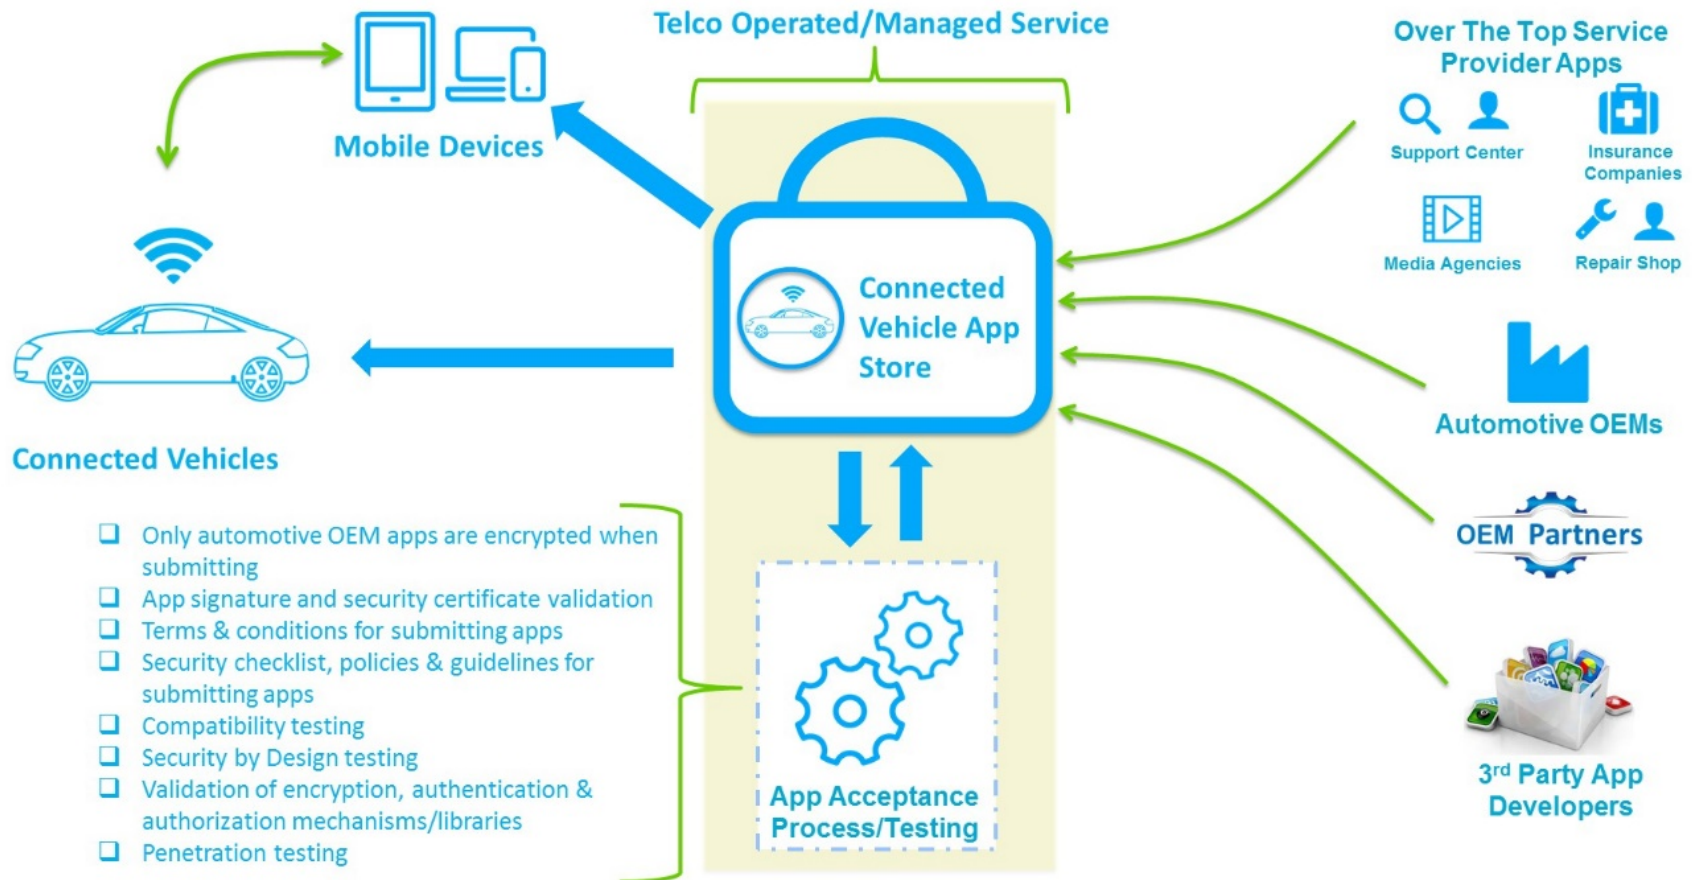 Telco Operated/Managed Service
Over The Top Service
Provider Apps
Mobile Devices
Support Center
Insurance
Companies
Media Agencies
Repair Shop
Connected
Vehicle App
Store
Automotive OEMs
Connected Vehicles
OEM Partners
3rd Party App
Developers
Only automotive OEM apps are encrypted when
submitting
App signature and security certificate validation
Terms & conditions for submitting apps
Security checklist, policies & guidelines for
submitting apps
Compatibility testing
Security by Design testing
Validation of encryption, authentication &
authorization mechanisms/libraries
Penetration testing
App Acceptance
Process/Testing